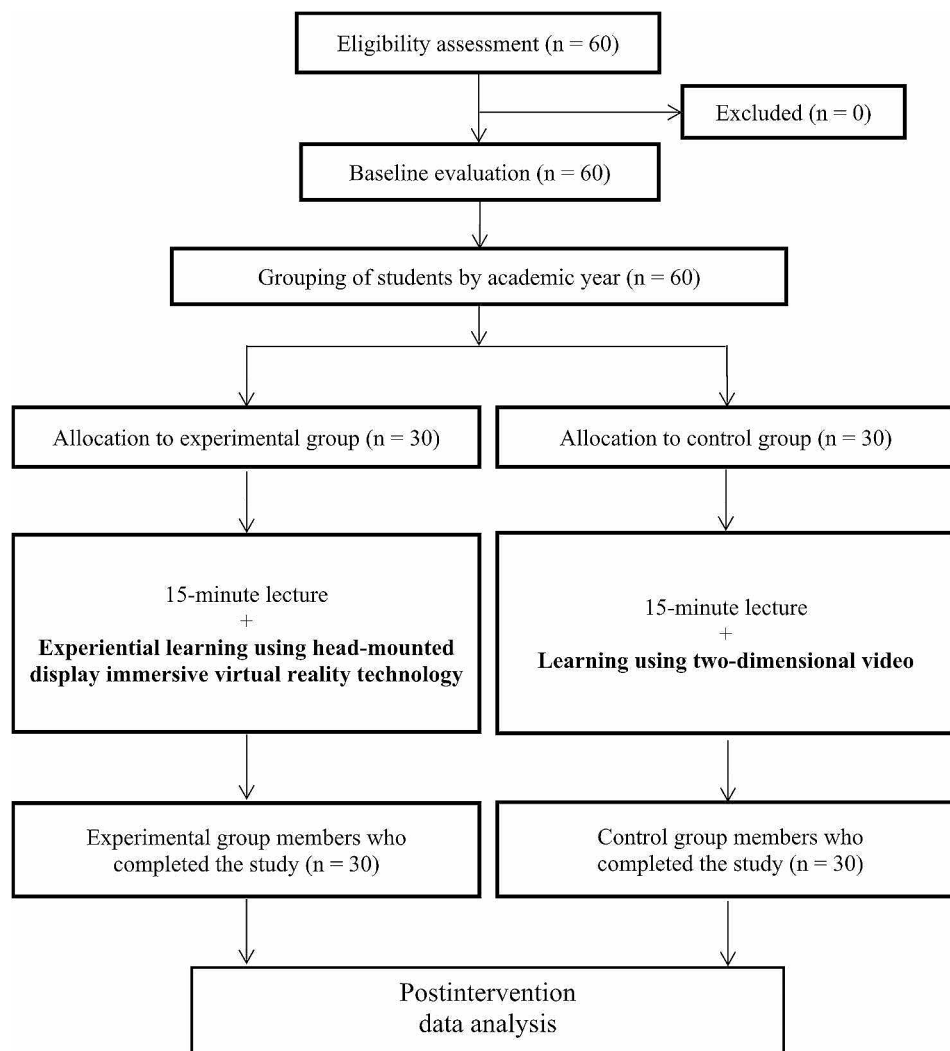 Eligibility assessment (n = 60)
Excluded (n = 0)
Baseline evaluation (n = 60)
Grouping of students by academic year (n = 60)
Allocation to experimental group (n = 30)
Allocation to control group (n = 30)
15-minute lecture
+
Experiential learning using head-mounted
display immersive virtual reality technology
15-minute lecture
+
Learning using two-dimensional video
Experimental group members who
completed the study (n = 30)
Control group members who
completed the study (n = 30)
Postintervention
data analysis